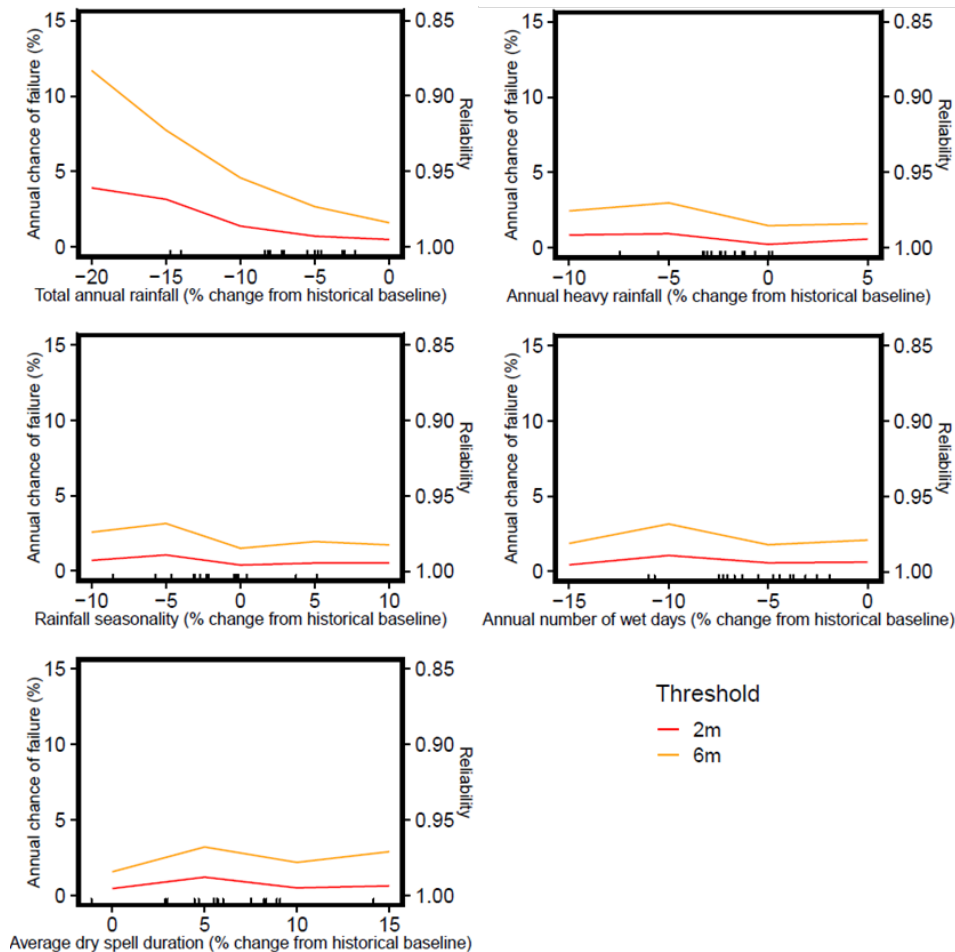 Annual chance of failure (%)
15
10
5
0
0.85
0.90
0.95
1.00
Reliability
−20 −15 −10 −5 0
Total annual rainfall (% change from historical baseline)
Annual chance of failure (%)
15
10
5
0
0.85
0.90
0.95
1.00
Reliability
−10 −5 0 5
Annual heavy rainfall (% change from historical baseline)
Annual chance of failure (%)
15
10
5
0
0.85
0.90
0.95
1.00
Reliability
−10 −5 0 5 10
Rainfall seasonality (% change from historical baseline)
Annual chance of failure (%)
15
10
5
0
0.85
0.90
0.95
1.00
Reliability
−15 −10 −5 0
Annual number of wet days (% change from historical baseline)
Annual chance of failure (%)
15
10
5
0
0.85
0.90
0.95
1.00
Reliability
0 5 10 15
Average dry spell duration (% change from historical baseline)
Threshold
2m
6m